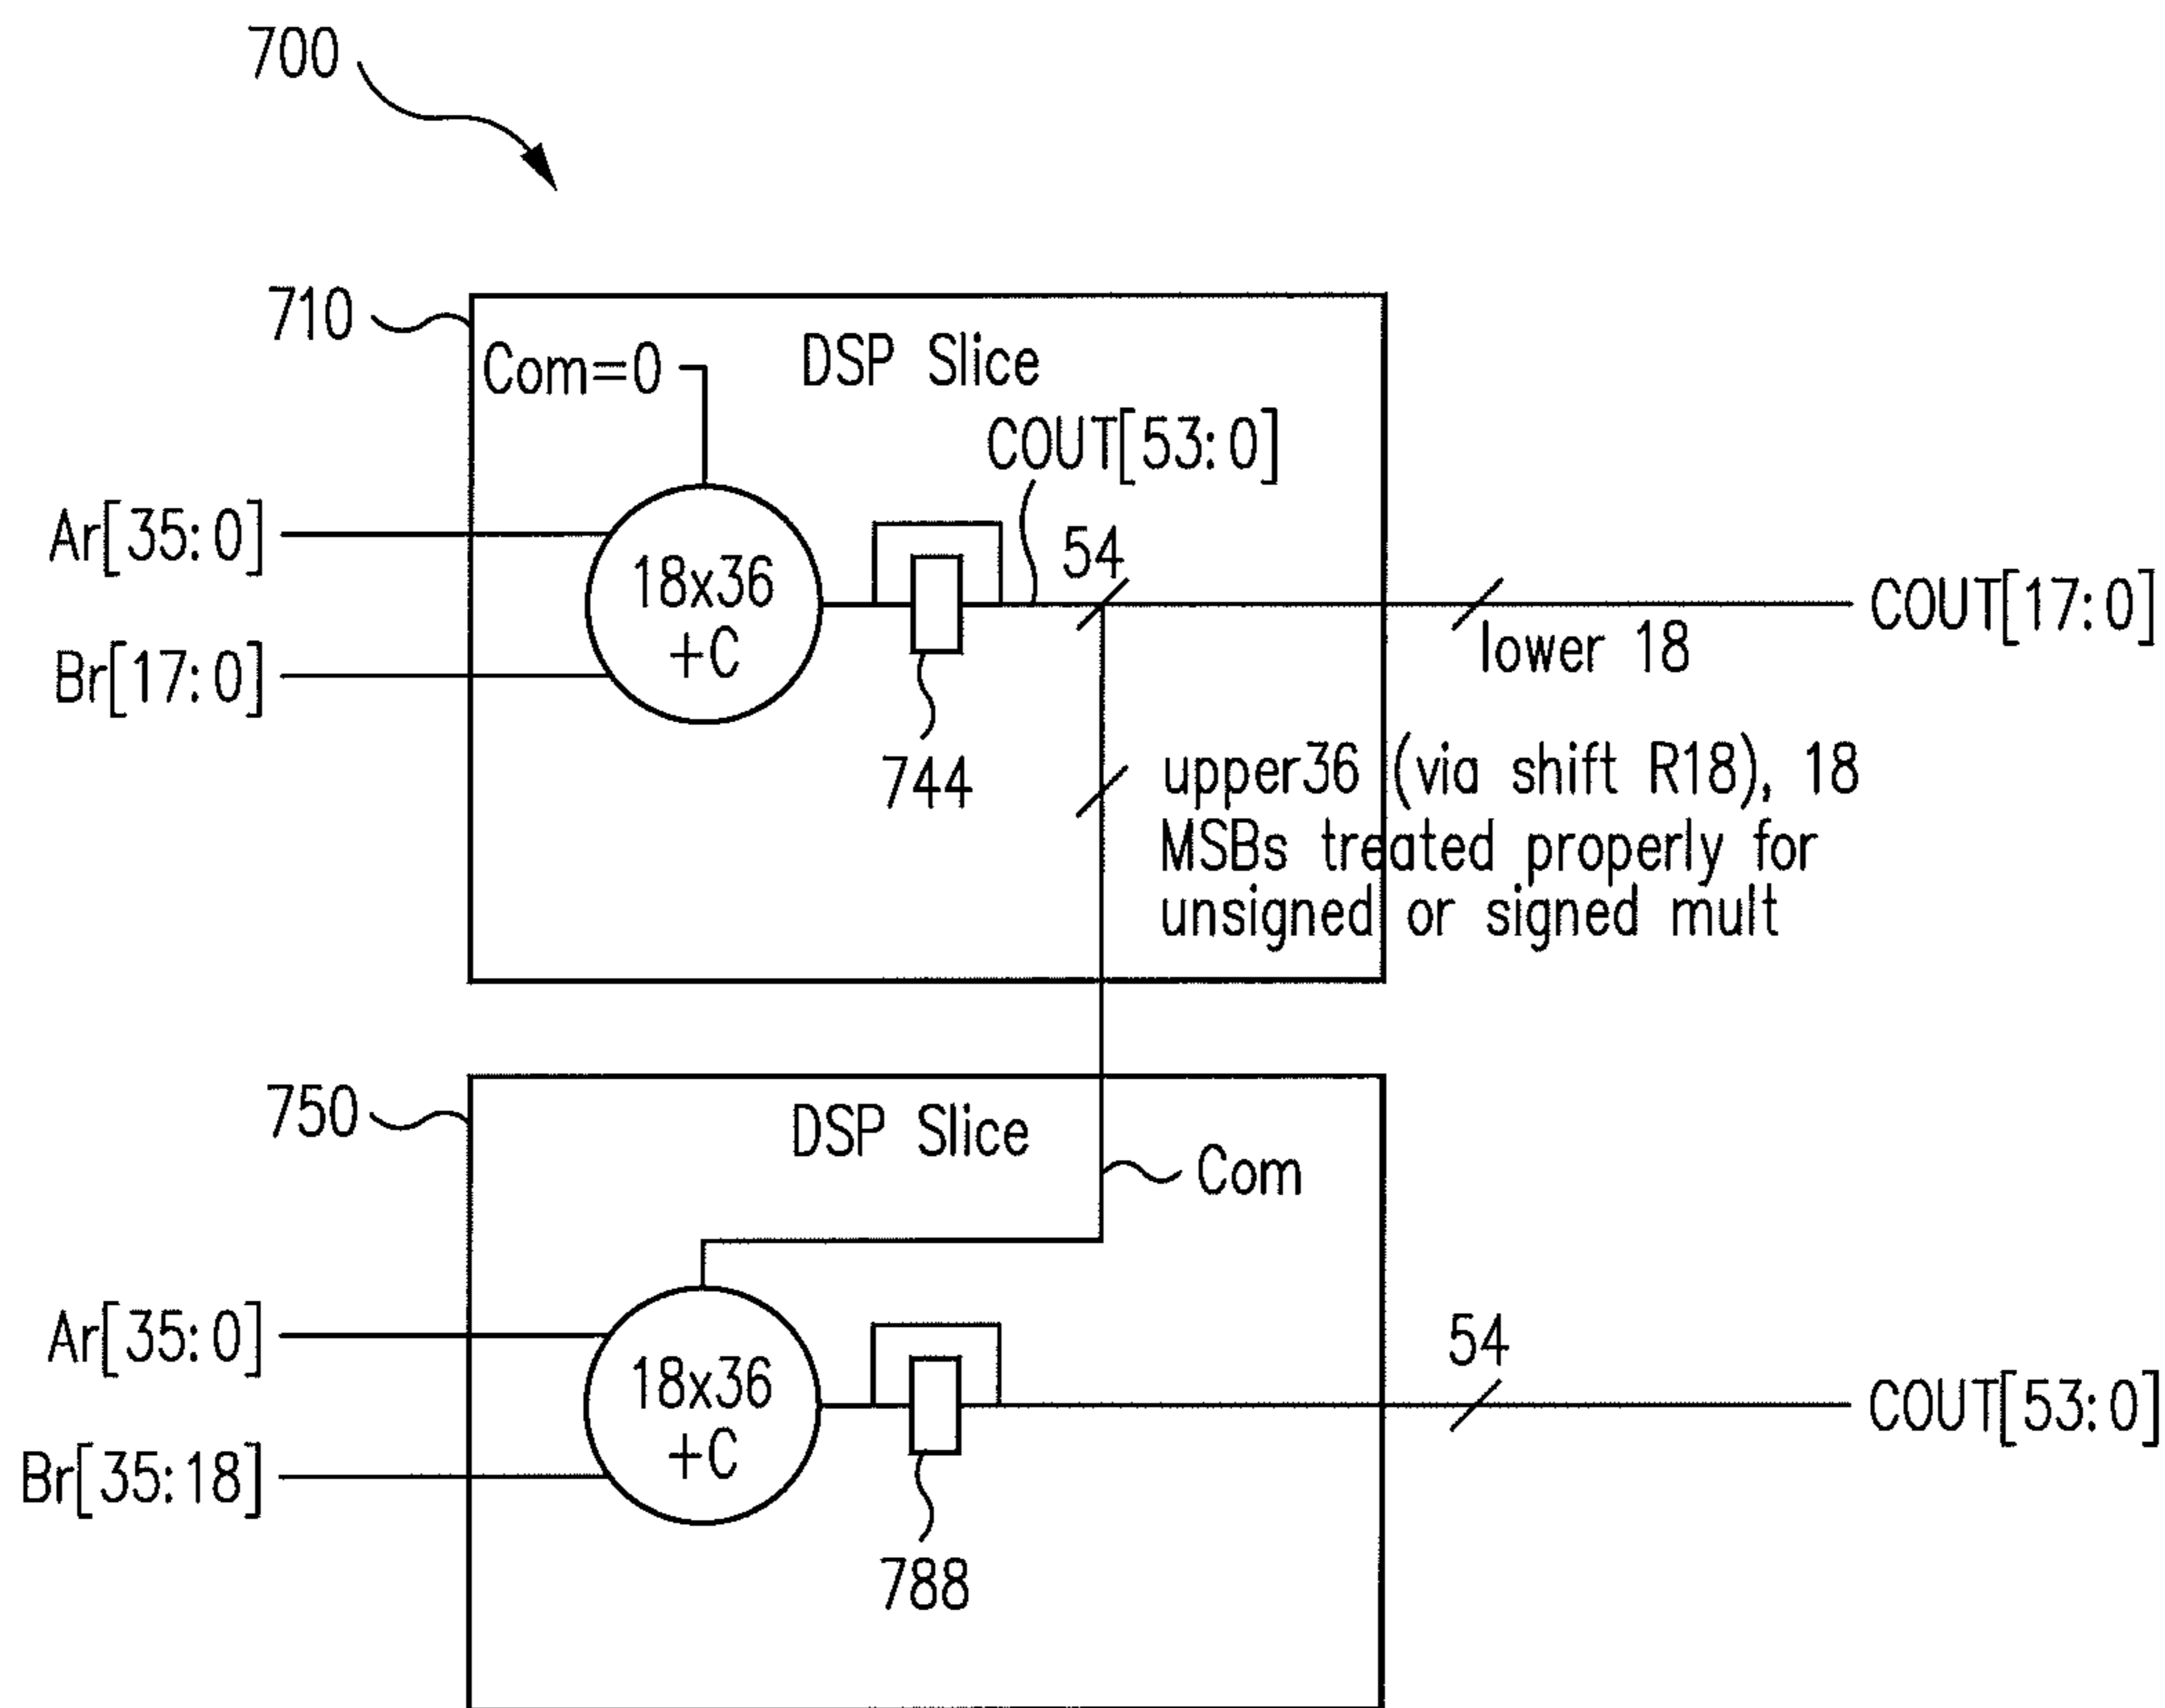 700
710
Com=0
DSP Slice
COUT[53:0]
Ar[35:0]
54
18x36
+C
COUT[17:0]
lower 18
Br[17:0]
744
upper36 (via shift R18), 18
MSBs treated properly for
unsigned or signed mult
750
DSP Slice
Com
Ar[35:0]
54
18x36
+C
COUT[53:0]
Br[35:18]
788